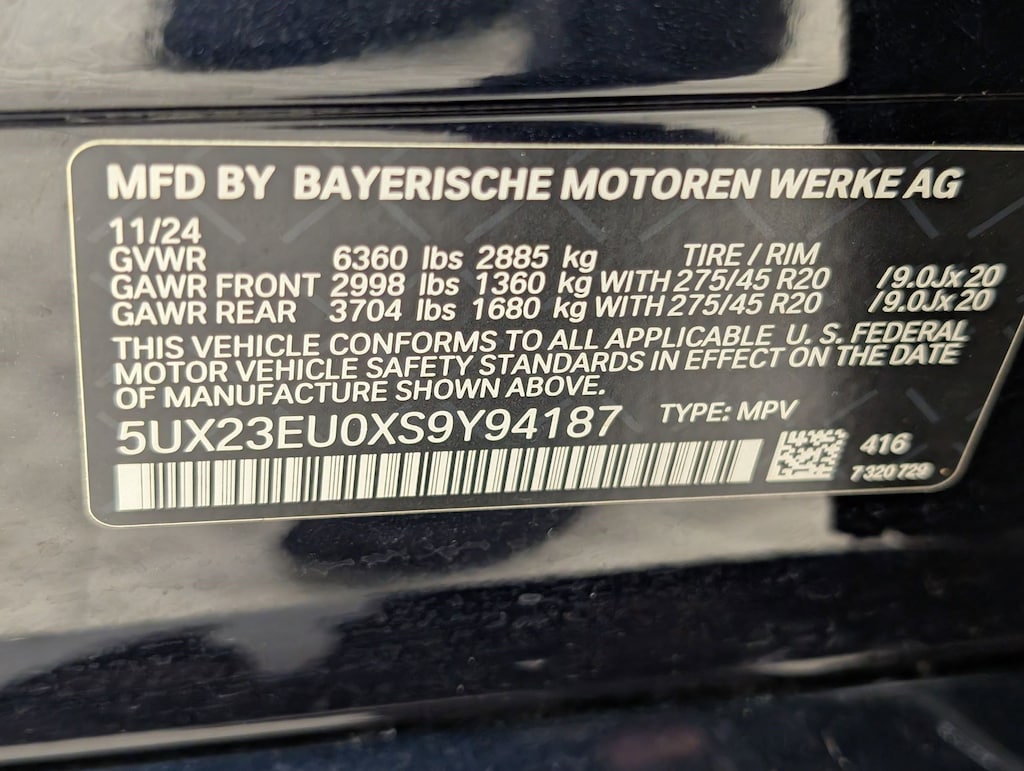 MFD BY BAYERISCHE MOTOREN WERKE AG
11/24
GVWR 6360 lbs 2885 kg TIRE / RIM
GAWR FRONT 2998 lbs 1360 kg WITH 275/45 R20 /9.0Jx20
GAWR REAR 3704 lbs 1680 kg WITH 275/45 R20 /9.0Jx20
THIS VEHICLE CONFORMS TO ALL APPLICABLE U. S. FEDERAL
MOTOR VEHICLE SAFETY STANDARDS IN EFFECT ON THE DATE
OF MANUFACTURE SHOWN ABOVE.
5UX23EU0XS9Y94187 TYPE: MPV
416
7 320 729